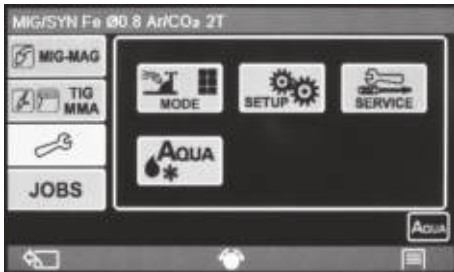 MIG/SYN Fe Ø0.8 Ar/CO₂ 2T
MIG-MAG
TIG
MMA
JOBS
MODE
SETUP
SERVICE
AQUA
AQUA